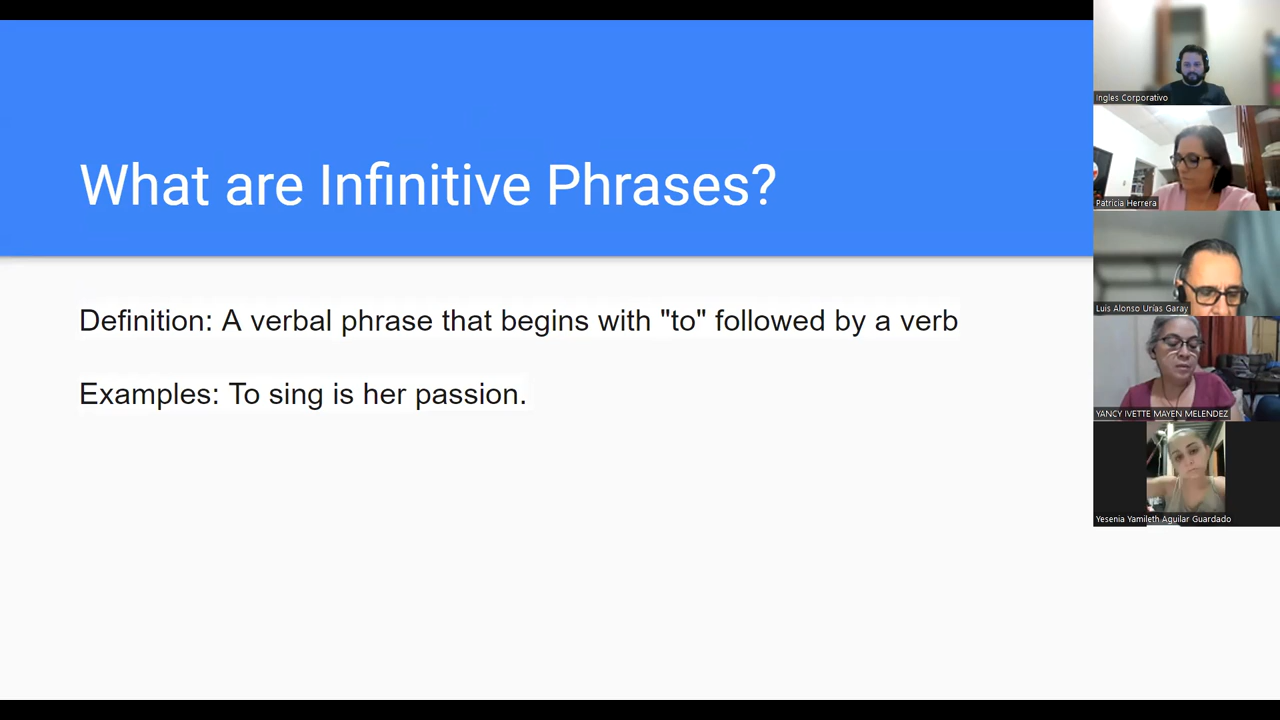 What are Infinitive Phrases?
Definition: A verbal phrase that begins with "to" followed by a verb
Examples: To sing is her passion.
Ingles Corporativo
Patricia Herrera
Luis Alonso Urías Garay
YANCY IVETTE MAYEN MELENDEZ
Yesenia Yamileth Aguilar Guardado